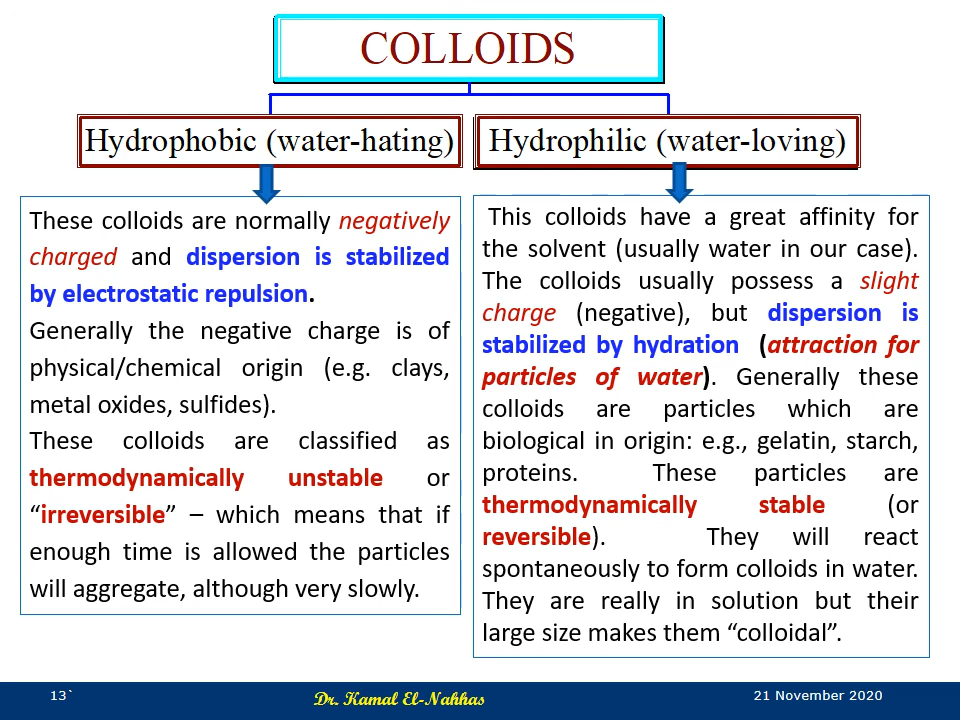 COLLOIDS
Hydrophobic (water-hating)
Hydrophilic (water-loving)
These colloids are normally negatively
charged and dispersion is stabilized
by electrostatic repulsion.
Generally the negative charge is of
physical/chemical origin (e.g. clays,
metal oxides, sulfides).
These colloids are classified as
thermodynamically unstable or
“irreversible” – which means that if
enough time is allowed the particles
will aggregate, although very slowly.
This colloids have a great affinity for
the solvent (usually water in our case).
The colloids usually possess a slight
charge (negative), but dispersion is
stabilized by hydration (attraction for
particles of water). Generally these
colloids are particles which are
biological in origin: e.g., gelatin, starch,
proteins. These particles are
thermodynamically stable (or
reversible). They will react
spontaneously to form colloids in water.
They are really in solution but their
large size makes them “colloidal”.
13`
Dr. Kamal El-Nahhas
21 November 2020